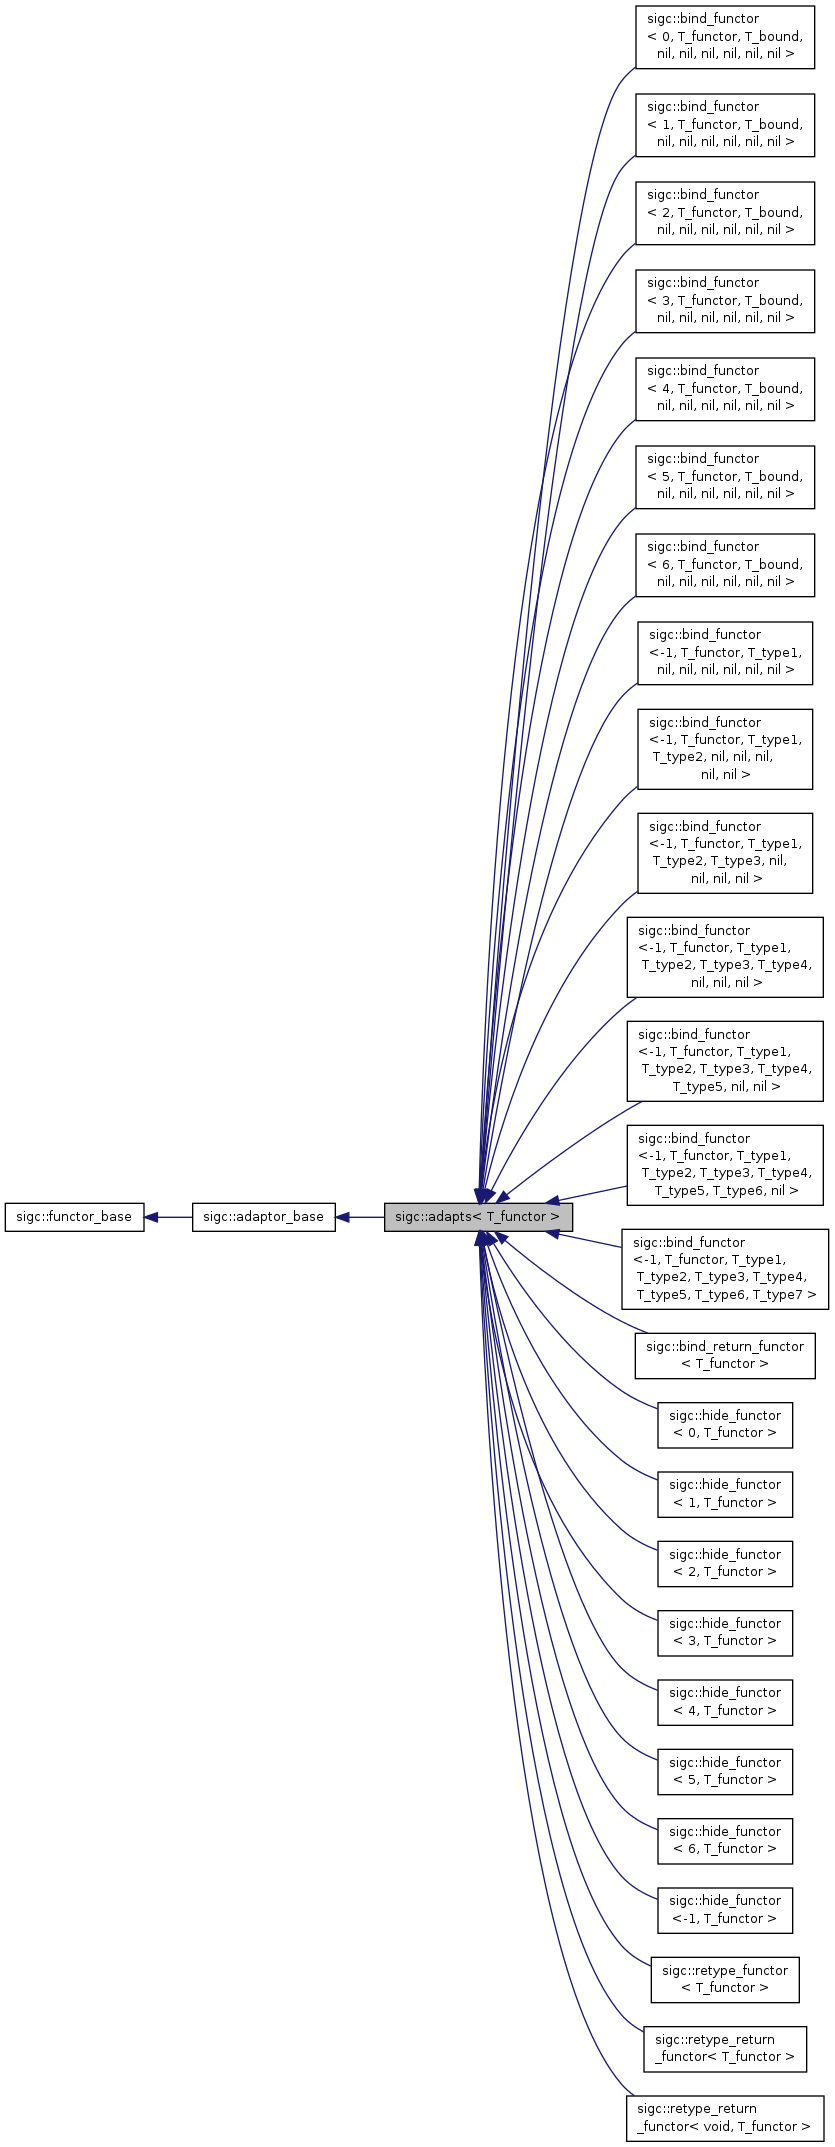 sigc::bind_functor
< 0, T_functor, T_bound,
nil, nil, nil, nil, nil, nil >
sigc::bind_functor
< 1, T_functor, T_bound,
nil, nil, nil, nil, nil, nil >
sigc::bind_functor
< 2, T_functor, T_bound,
nil, nil, nil, nil, nil, nil >
sigc::bind_functor
< 3, T_functor, T_bound,
nil, nil, nil, nil, nil, nil >
sigc::bind_functor
< 4, T_functor, T_bound,
nil, nil, nil, nil, nil, nil >
sigc::bind_functor
< 5, T_functor, T_bound,
nil, nil, nil, nil, nil, nil >
sigc::bind_functor
< 6, T_functor, T_bound,
nil, nil, nil, nil, nil, nil >
sigc::bind_functor
<-1, T_functor, T_type1,
nil, nil, nil, nil, nil, nil >
sigc::bind_functor
<-1, T_functor, T_type1,
T_type2, nil, nil, nil,
nil, nil >
sigc::bind_functor
<-1, T_functor, T_type1,
T_type2, T_type3, nil,
nil, nil, nil >
sigc::bind_functor
<-1, T_functor, T_type1,
T_type2, T_type3, T_type4,
nil, nil, nil >
sigc::bind_functor
<-1, T_functor, T_type1,
T_type2, T_type3, T_type4,
T_type5, nil, nil >
sigc::bind_functor
<-1, T_functor, T_type1,
T_type2, T_type3, T_type4,
T_type5, T_type6, nil >
sigc::functor_base
sigc::adaptor_base
sigc::adapts< T_functor >
sigc::bind_functor
<-1, T_functor, T_type1,
T_type2, T_type3, T_type4,
T_type5, T_type6, T_type7 >
sigc::bind_return_functor
< T_functor >
sigc::hide_functor
< 0, T_functor >
sigc::hide_functor
< 1, T_functor >
sigc::hide_functor
< 2, T_functor >
sigc::hide_functor
< 3, T_functor >
sigc::hide_functor
< 4, T_functor >
sigc::hide_functor
< 5, T_functor >
sigc::hide_functor
< 6, T_functor >
sigc::hide_functor
<-1, T_functor >
sigc::retype_functor
< T_functor >
sigc::retype_return
_functor< T_functor >
sigc::retype_return
_functor< void, T_functor >